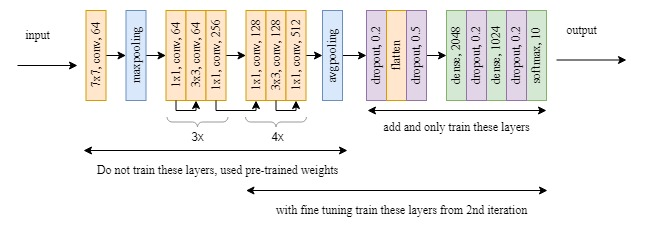 input
7x7, conv, 64
maxpooling
1x1, conv, 64
3x3, conv, 64
1x1, conv, 256
1x1, conv, 128
3x3, conv, 128
1x1, conv, 512
avgpooling
dropout, 0.2
flatten
dropout, 0.5
dense, 2048
dropout, 0.2
dense, 1024
dropout, 0.2
softmax, 10
output
3x
4x
add and only train these layers
Do not train these layers, used pre-trained weights
with fine tuning train these layers from 2nd iteration